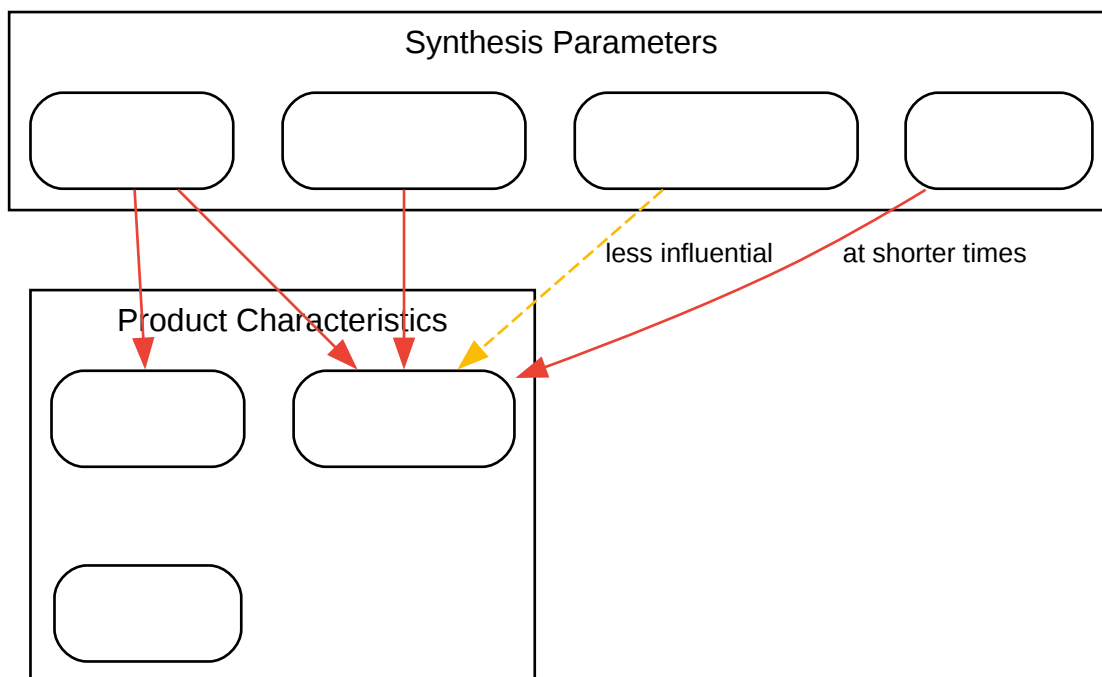 Synthesis Parameters
less influential
at shorter times
Product Characteristics